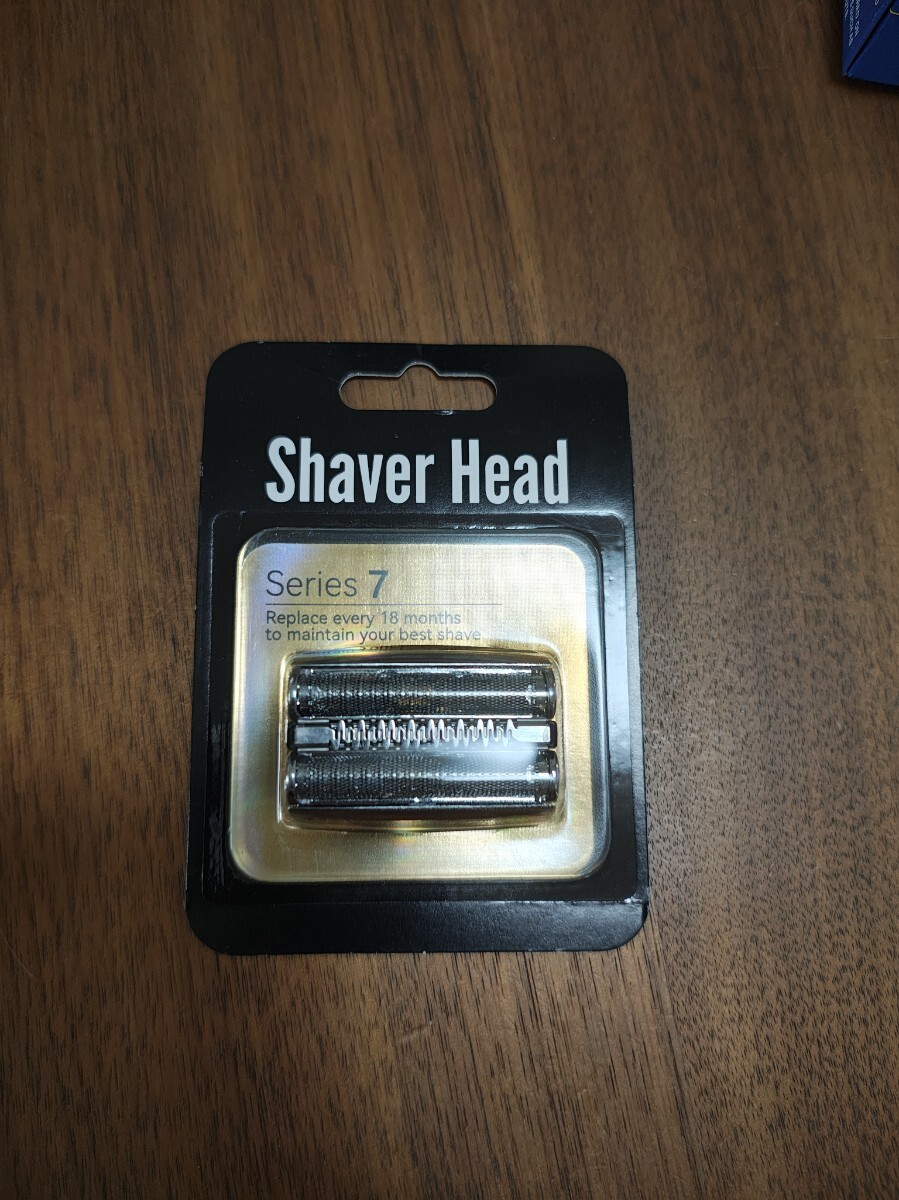 Shaver Head
Series 7
Replace every 18 months
to maintain your best shave